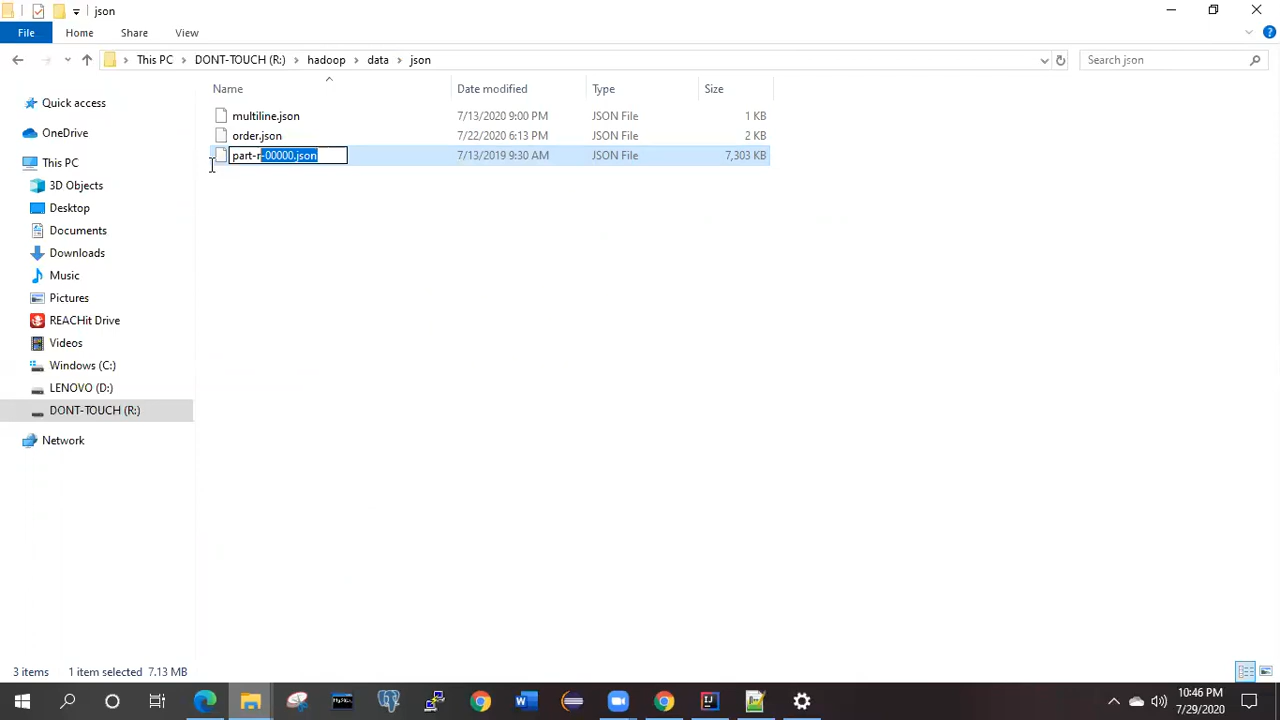 json
File Home Share View
This PC DONT-TOUCH (R:) hadoop data json Search json
Name Date modified Type Size
Quick access
OneDrive
This PC
3D Objects
Desktop
Documents
Downloads
Music
Pictures
REACHit Drive
Videos
Windows (C:)
LENOVO (D:)
DONT-TOUCH (R:)
Network
multiline.json 7/13/2020 9:00 PM JSON File 1 KB
order.json 7/22/2020 6:13 PM JSON File 2 KB
part-r-00000.json 7/13/2019 9:30 AM JSON File 7,303 KB
3 items 1 item selected 7.13 MB
10:46 PM
7/29/2020